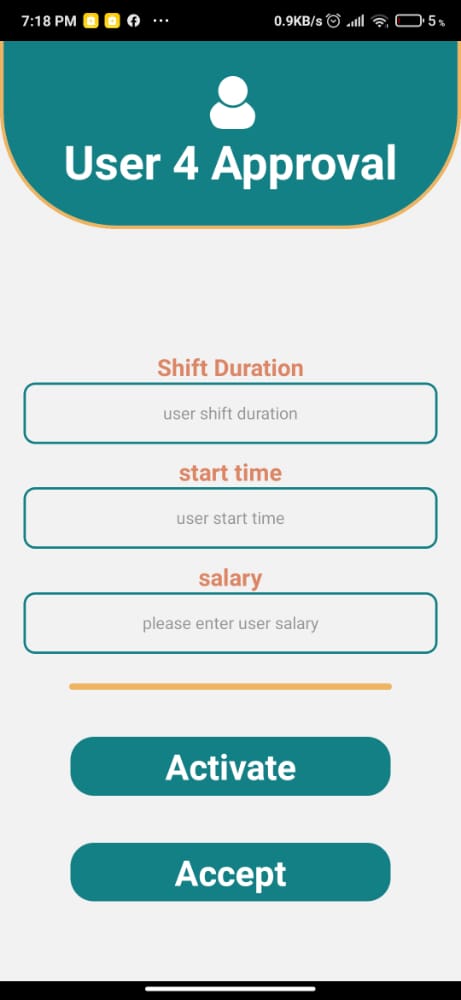 7:18 PM ... 0.9KB/s 5 %
User 4 Approval
Shift Duration
user shift duration
start time
user start time
salary
please enter user salary
Activate
Accept